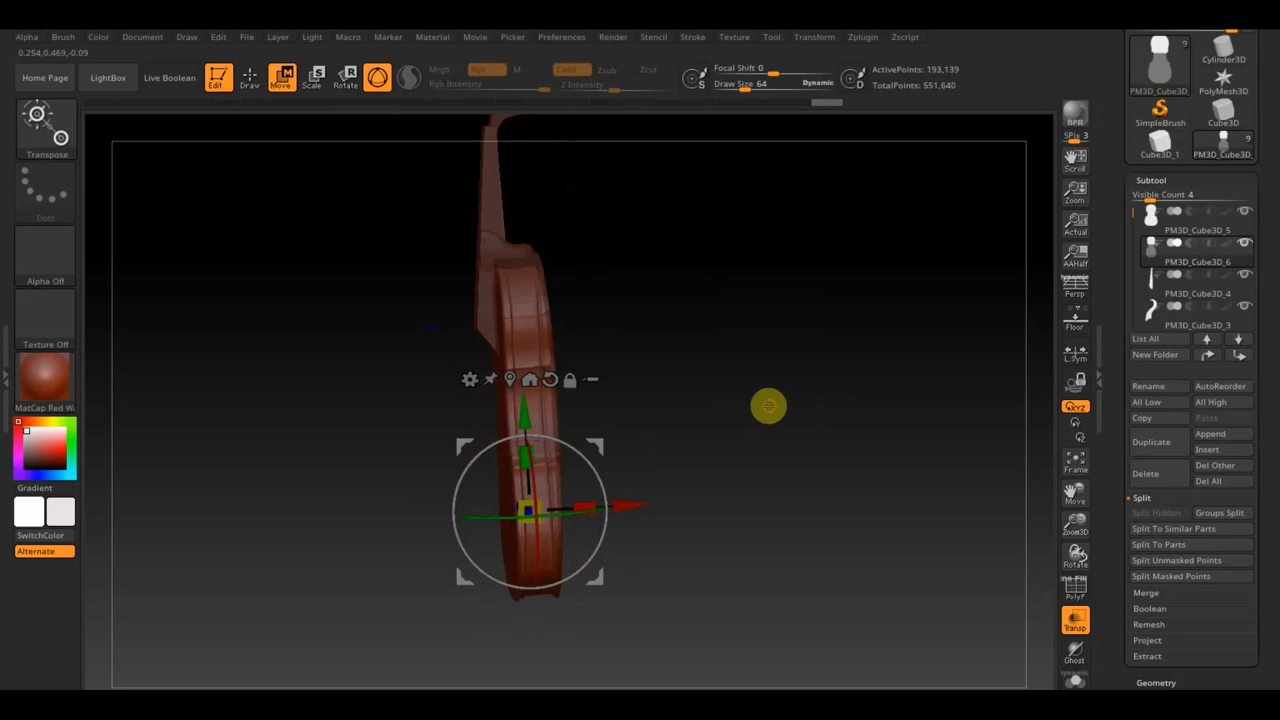 Alpha Brush Color Document Draw Edit File Layer Light Macro Marker Material Movie Picker Preferences Render Stencil Stroke Texture Tool Transform Zplugin Zscript
0.254,0.469,-0.09
Home Page LightBox Live Boolean Edit Draw Move Scale Rotate
Mrgb Rgb M Zadd Zsub Zcut
Rgb Intensity Z Intensity
Focal Shift 0
Draw Size 64 Dynamic
ActivePoints: 193,139
TotalPoints: 551,640
Transpose
Dots
Alpha Off
Texture Off
MatCap Red Wa
Gradient
SwitchColor
Alternate
BPR
SPix 3
Scroll
Zoom
Actual
AAHalf
Dynamic
Persp
Floor
L.Sym
XYZ
Frame
Move
Zoom3D
Rotate
PolyF
Transp
Ghost
9
Cylinder3D
PM3D_Cube3D PolyMesh3D
SimpleBrush Cube3D
9
Cube3D_1 PM3D_Cube3D_
Subtool
Visible Count 4
PM3D_Cube3D_5
PM3D_Cube3D_6
PM3D_Cube3D_4
PM3D_Cube3D_3
List All
New Folder
Rename AutoReorder
All Low All High
Copy Paste
Duplicate Append
Insert
Delete Del Other
Del All
Split
Split Hidden Groups Split
Split To Similar Parts
Split To Parts
Split Unmasked Points
Split Masked Points
Merge
Boolean
Remesh
Project
Extract
Geometry